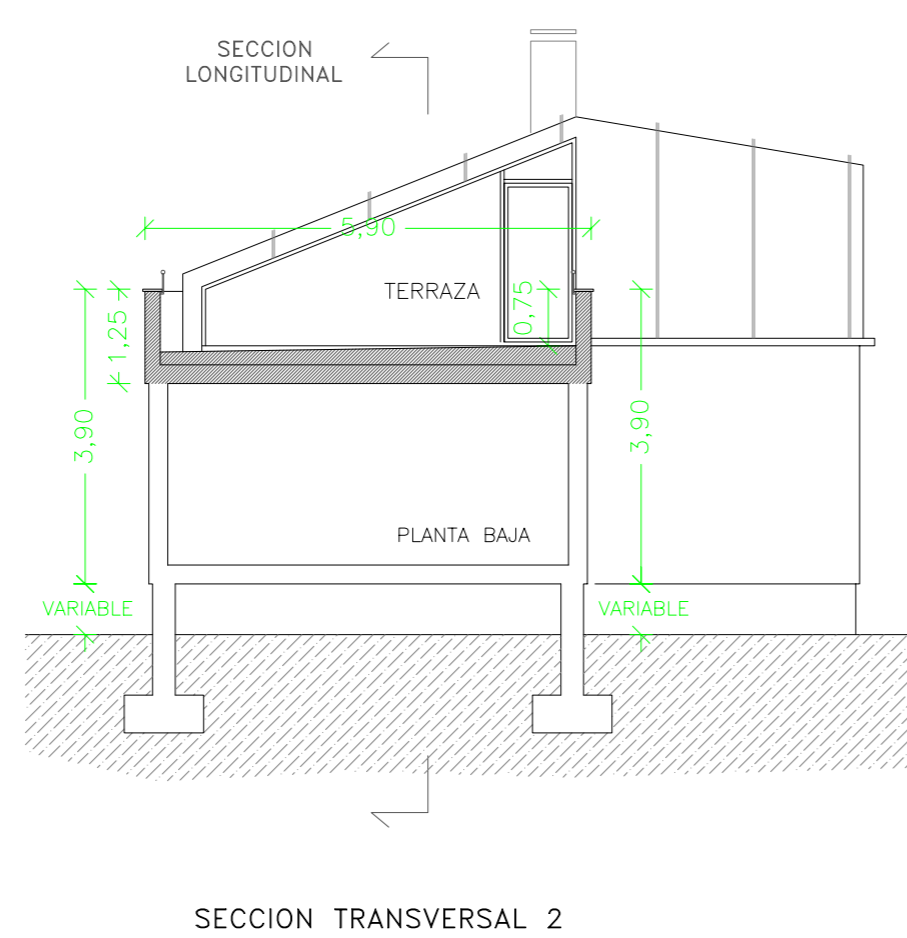 SECCION
LONGITUDINAL
5,90
TERRAZA
0,75
1,25
3,90
3,90
PLANTA BAJA
VARIABLE
VARIABLE
SECCION TRANSVERSAL 2